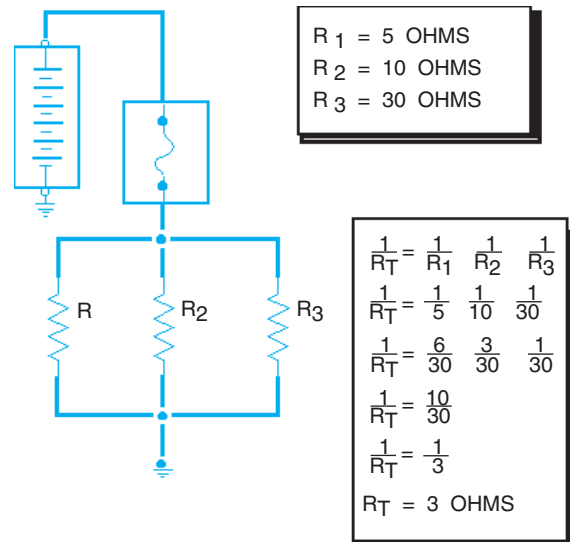 R 1 = 5 OHMS
R 2 = 10 OHMS
R 3 = 30 OHMS
R
R2
R3
1/RT = 1/R1 1/R2 1/R3
1/RT = 1/5 1/10 1/30
1/RT = 6/30 3/30 1/30
1/RT = 10/30
1/RT = 1/3
RT = 3 OHMS